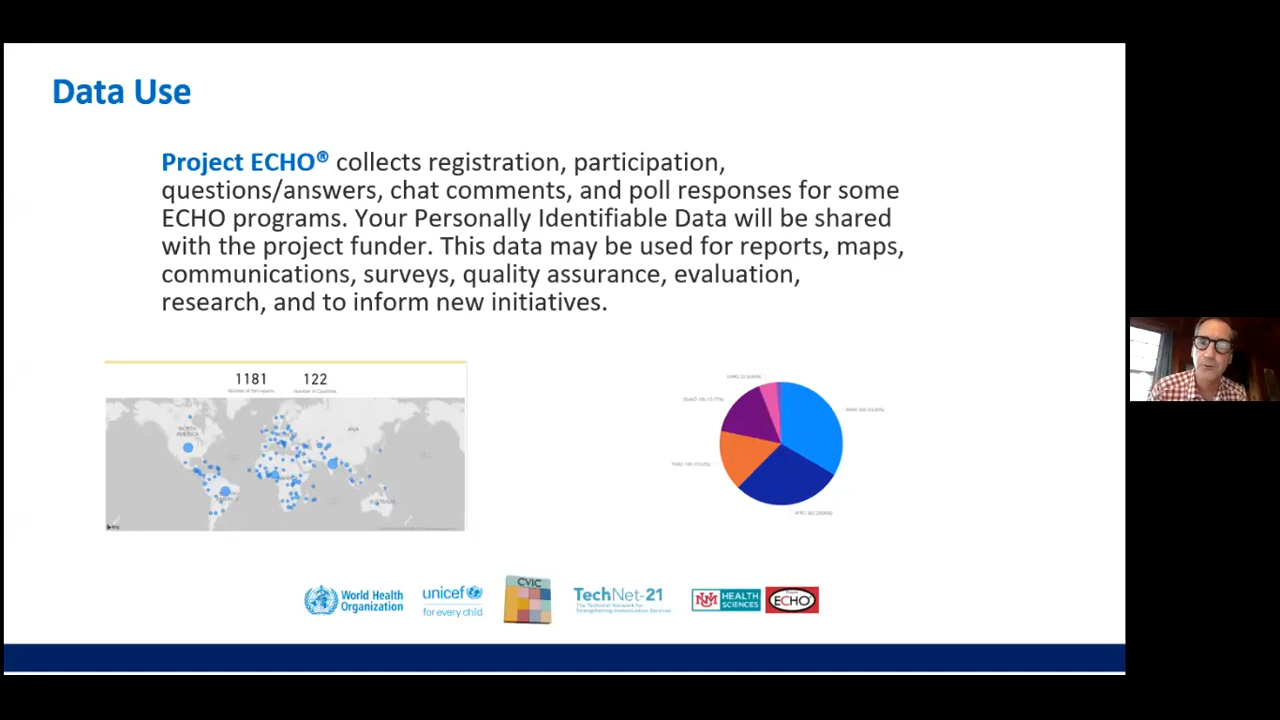 Data Use
Project ECHO® collects registration, participation,
questions/answers, chat comments, and poll responses for some
ECHO programs. Your Personally Identifiable Data will be shared
with the project funder. This data may be used for reports, maps,
communications, surveys, quality assurance, evaluation,
research, and to inform new initiatives.
1181 122
Number of Participants Number of Countries
NORTH
AMERICA
ASIA
World Health
Organization
unicef
for every child
CVIC
TechNet-21
The Technical Network for
Strengthening Immunization Services
HEALTH
SCIENCES
ECHO